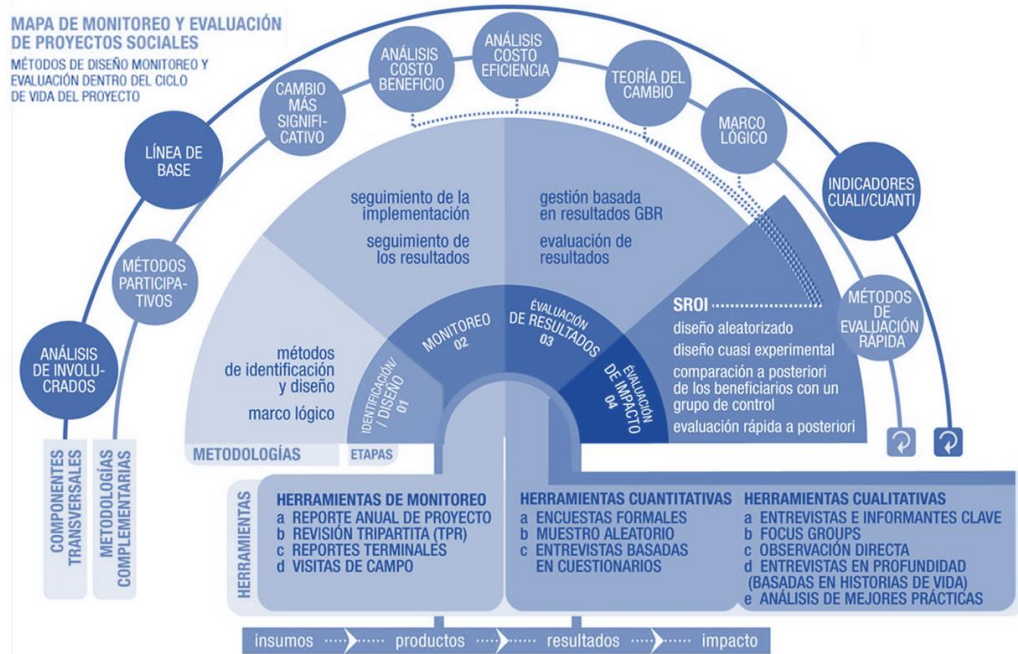 MAPA DE MONITOREO Y EVALUACIÓN
DE PROYECTOS SOCIALES
MÉTODOS DE DISEÑO MONITOREO Y
EVALUACIÓN DENTRO DEL CICLO
DE VIDA DEL PROYECTO
ANÁLISIS
DE INVOLU-
CRADOS
LÍNEA DE
BASE
INDICADORES
CUALI/CUANTI
MÉTODOS
PARTICIPA-
TIVOS
CAMBIO
MÁS
SIGNIFI-
CATIVO
ANÁLISIS
COSTO
BENEFICIO
ANÁLISIS
COSTO
EFICIENCIA
TEORÍA DEL
CAMBIO
MARCO
LÓGICO
MÉTODOS
DE
EVALUACIÓN
RÁPIDA
métodos
de identificación
y diseño
marco lógico
seguimiento de la
implementación
seguimiento de
los resultados
gestión basada
en resultados GBR
evaluación de
resultados
SROI
diseño aleatorizado
diseño cuasi experimental
comparación a posteriori
de los beneficiarios con un
grupo de control
evaluación rápida a posteriori
IDENTIFICACIÓN/
/ DISEÑO
01
MONITOREO
02
ÉVALUACIÓN
DE RESULTADOS
03
ÉVALUACIÓN
DE IMPACTO
04
METODOLOGÍAS
ETAPAS
COMPONENTES
TRANSVERSALES
METODOLOGÍAS
COMPLEMENTARIAS
HERRAMIENTAS
HERRAMIENTAS DE MONITOREO
a REPORTE ANUAL DE PROYECTO
b REVISIÓN TRIPARTITA (TPR)
c REPORTES TERMINALES
d VISITAS DE CAMPO
HERRAMIENTAS CUANTITATIVAS
a ENCUESTAS FORMALES
b MUESTRO ALEATORIO
c ENTREVISTAS BASADAS
EN CUESTIONARIOS
HERRAMIENTAS CUALITATIVAS
a ENTREVISTAS E INFORMANTES CLAVE
b FOCUS GROUPS
c OBSERVACIÓN DIRECTA
d ENTREVISTAS EN PROFUNDIDAD
(BASADAS EN HISTORIAS DE VIDA)
e ANÁLISIS DE MEJORES PRÁCTICAS
insumos productos resultados impacto